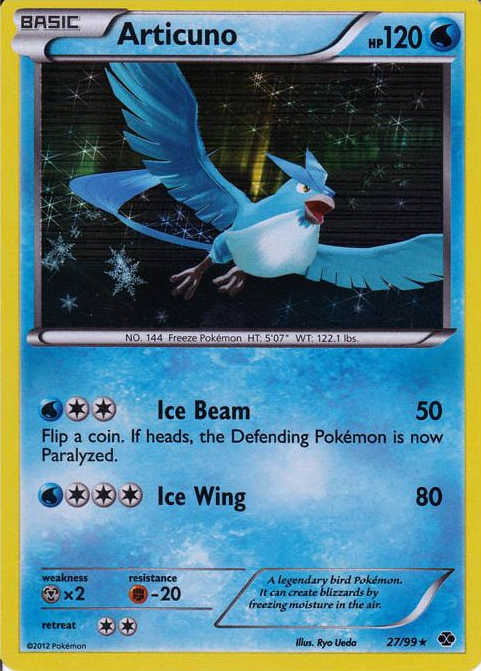 BASIC
Articuno
HP120
NO. 144 Freeze Pokémon HT: 5'07" WT: 122.1 lbs.
Ice Beam 50
Flip a coin. If heads, the Defending Pokémon is now
Paralyzed.
Ice Wing 80
weakness resistance
×2 -20
A legendary bird Pokémon.
It can create blizzards by
freezing moisture in the air.
retreat
©2012 Pokémon
Illus. Ryo Ueda 27/99★